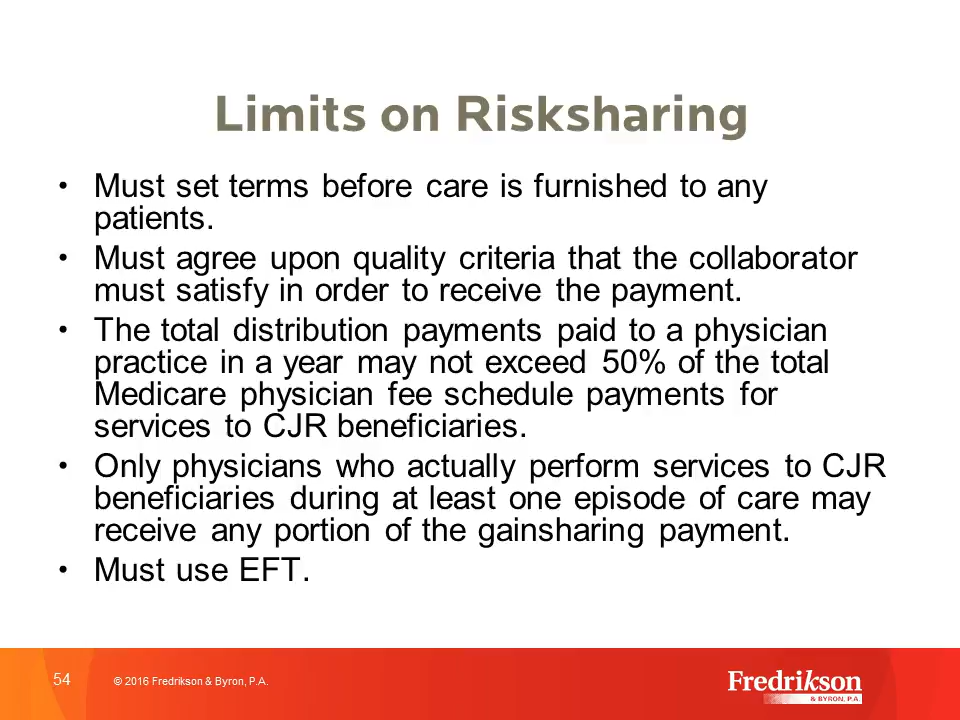 Limits on Risksharing
• Must set terms before care is furnished to any
patients.
• Must agree upon quality criteria that the collaborator
must satisfy in order to receive the payment.
• The total distribution payments paid to a physician
practice in a year may not exceed 50% of the total
Medicare physician fee schedule payments for
services to CJR beneficiaries.
• Only physicians who actually perform services to CJR
beneficiaries during at least one episode of care may
receive any portion of the gainsharing payment.
• Must use EFT.
54
© 2016 Fredrikson & Byron, P.A.
Fredrikson
& BYRON, P.A.